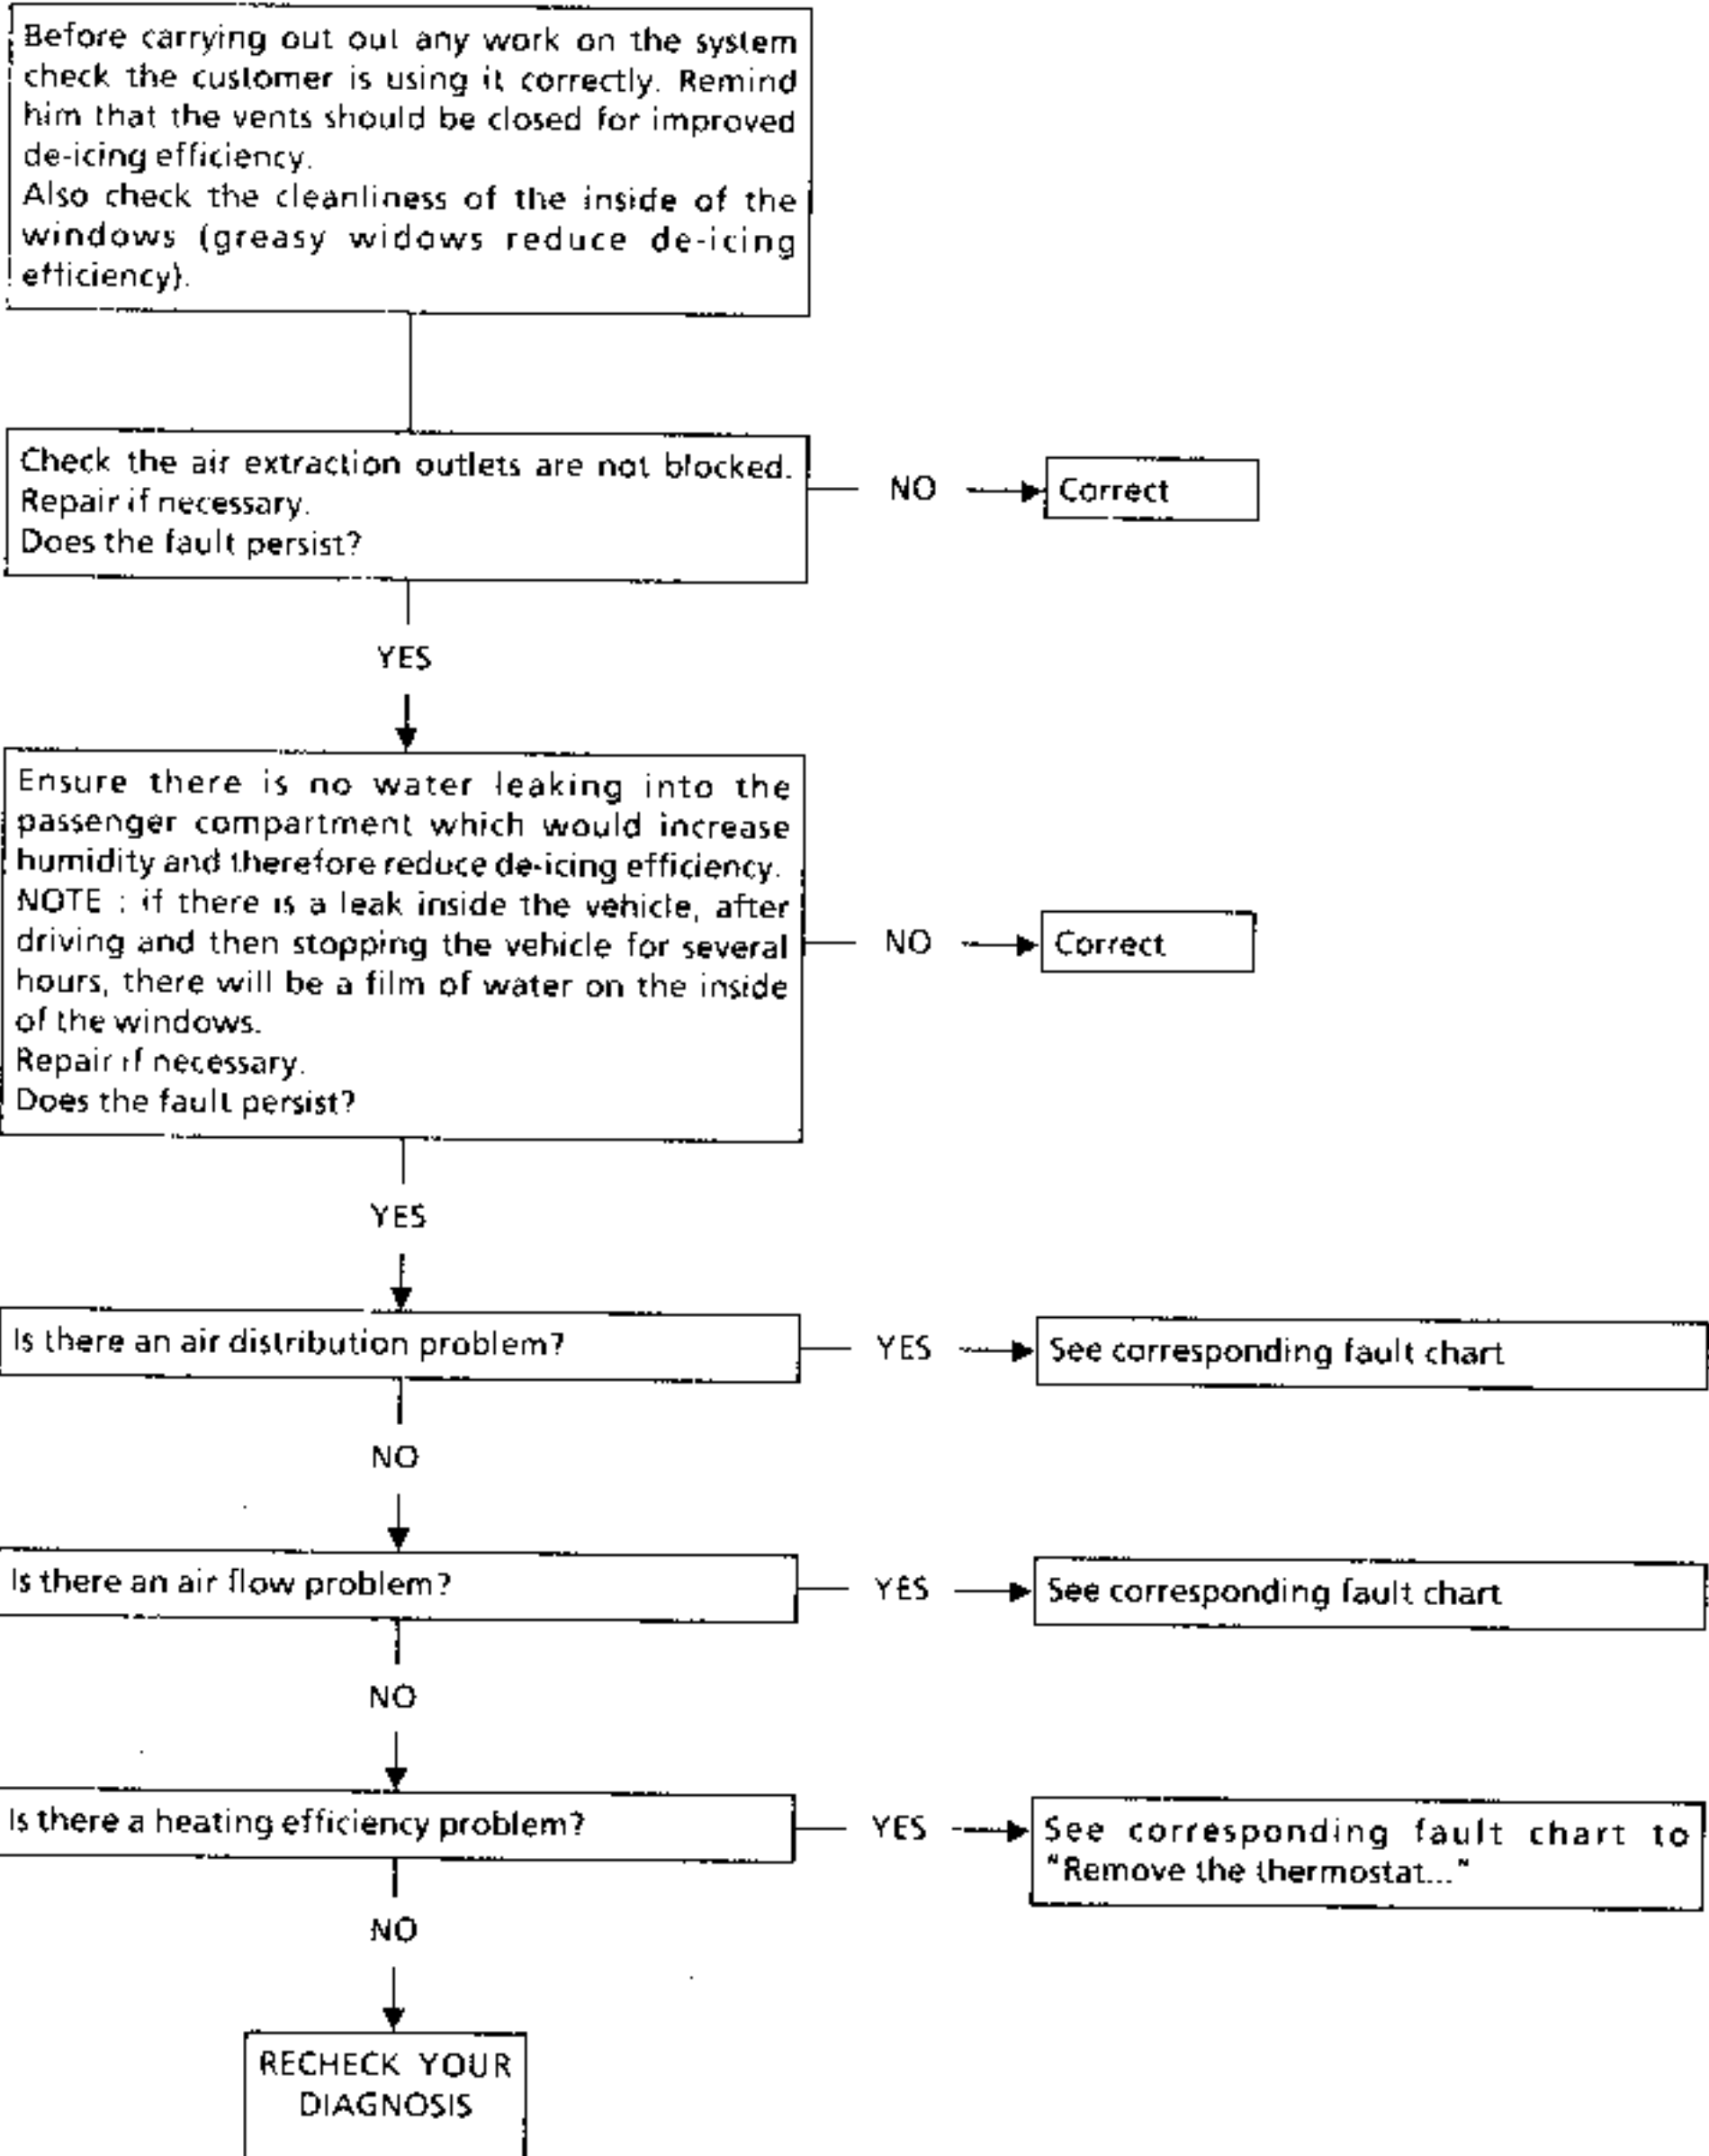 Before carrying out out any work on the system
check the customer is using it correctly. Remind
him that the vents should be closed for improved
de-icing efficiency.
Also check the cleanliness of the inside of the
windows (greasy widows reduce de-icing
efficiency).
Check the air extraction outlets are not blocked.
Repair if necessary.
Does the fault persist?
NO
Correct
YES
Ensure there is no water leaking into the
passenger compartment which would increase
humidity and therefore reduce de-icing efficiency.
NOTE : if there is a leak inside the vehicle, after
driving and then stopping the vehicle for several
hours, there will be a film of water on the inside
of the windows.
Repair if necessary.
Does the fault persist?
NO
Correct
YES
Is there an air distribution problem?
YES
See corresponding fault chart
NO
Is there an air flow problem?
YES
See corresponding fault chart
NO
Is there a heating efficiency problem?
YES
See corresponding fault chart to
"Remove the thermostat..."
NO
RECHECK YOUR
DIAGNOSIS